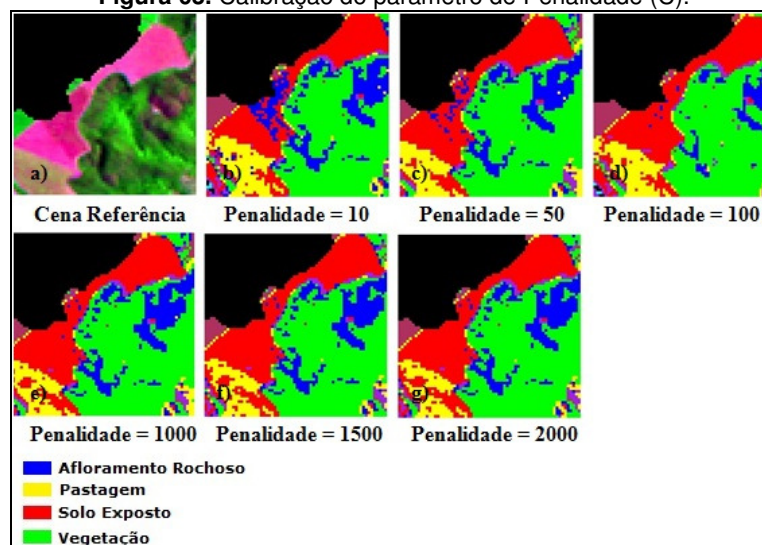 Calibração do parâmetro de Penalidade (C).
a)
b)
c)
d)
Cena Referência
Penalidade = 10
Penalidade = 50
Penalidade = 100
e)
f)
g)
Penalidade = 1000
Penalidade = 1500
Penalidade = 2000
Afloramento Rochoso
Pastagem
Solo Exposto
Vegetação